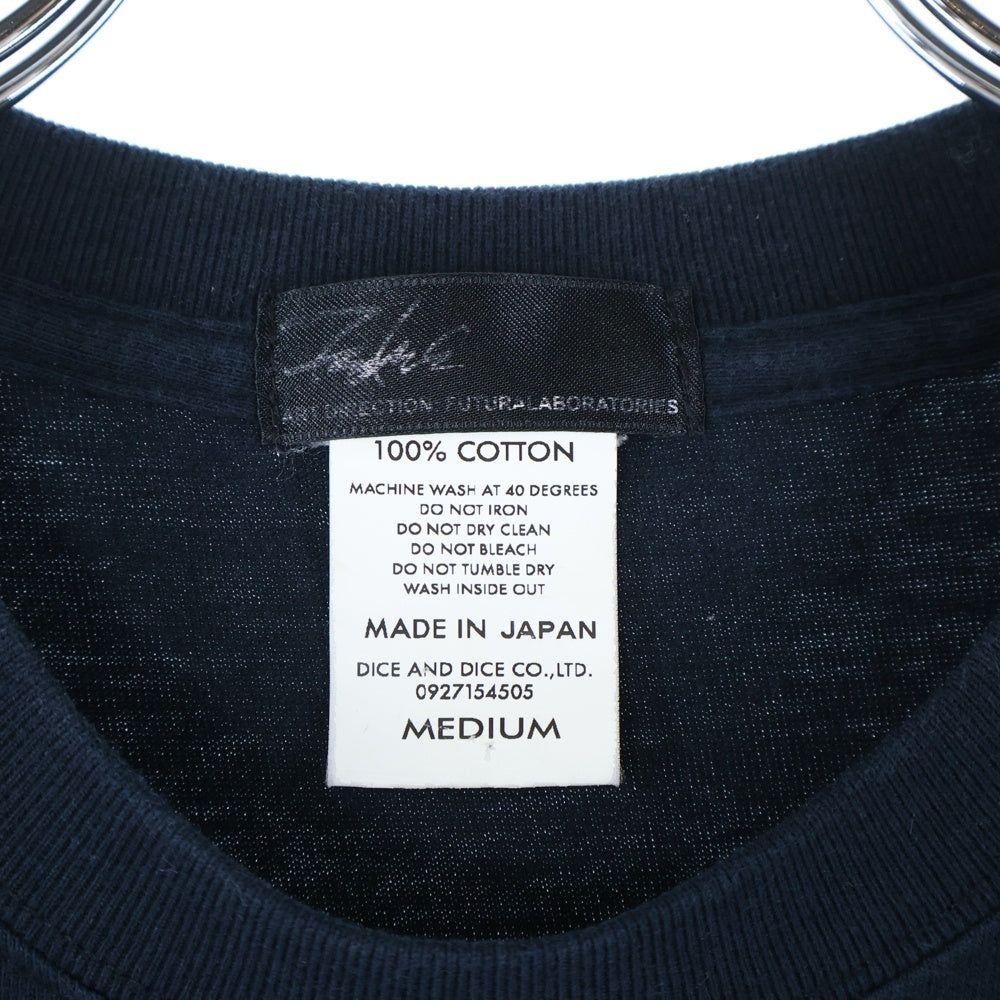 ART DIRECTION FUTURALABORATORIES
100% COTTON
MACHINE WASH AT 40 DEGREES
DO NOT IRON
DO NOT DRY CLEAN
DO NOT BLEACH
DO NOT TUMBLE DRY
WASH INSIDE OUT
MADE IN JAPAN
DICE AND DICE CO.,LTD.
0927154505
MEDIUM